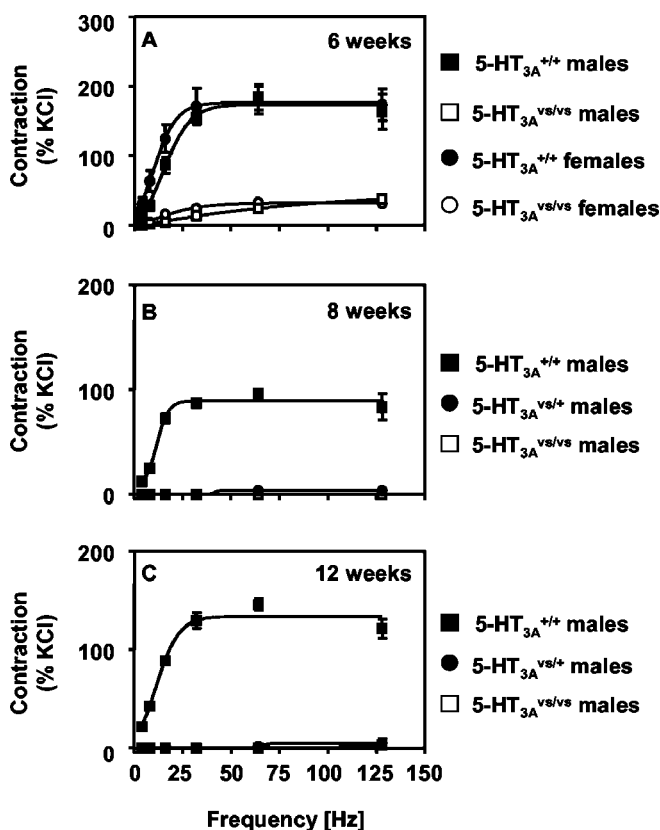 300
A
6 weeks
200
100
0
Contraction
(% KCl)
5-HT₃A⁺/⁺ males
5-HT₃Aᵛˢ/ᵛˢ males
5-HT₃A⁺/⁺ females
5-HT₃Aᵛˢ/ᵛˢ females
200
B
8 weeks
100
0
Contraction
(% KCl)
5-HT₃A⁺/⁺ males
5-HT₃Aᵛˢ/⁺ males
5-HT₃Aᵛˢ/ᵛˢ males
200
C
12 weeks
100
0
Contraction
(% KCl)
5-HT₃A⁺/⁺ males
5-HT₃Aᵛˢ/⁺ males
5-HT₃Aᵛˢ/ᵛˢ males
0 25 50 75 100 125 150
Frequency [Hz]